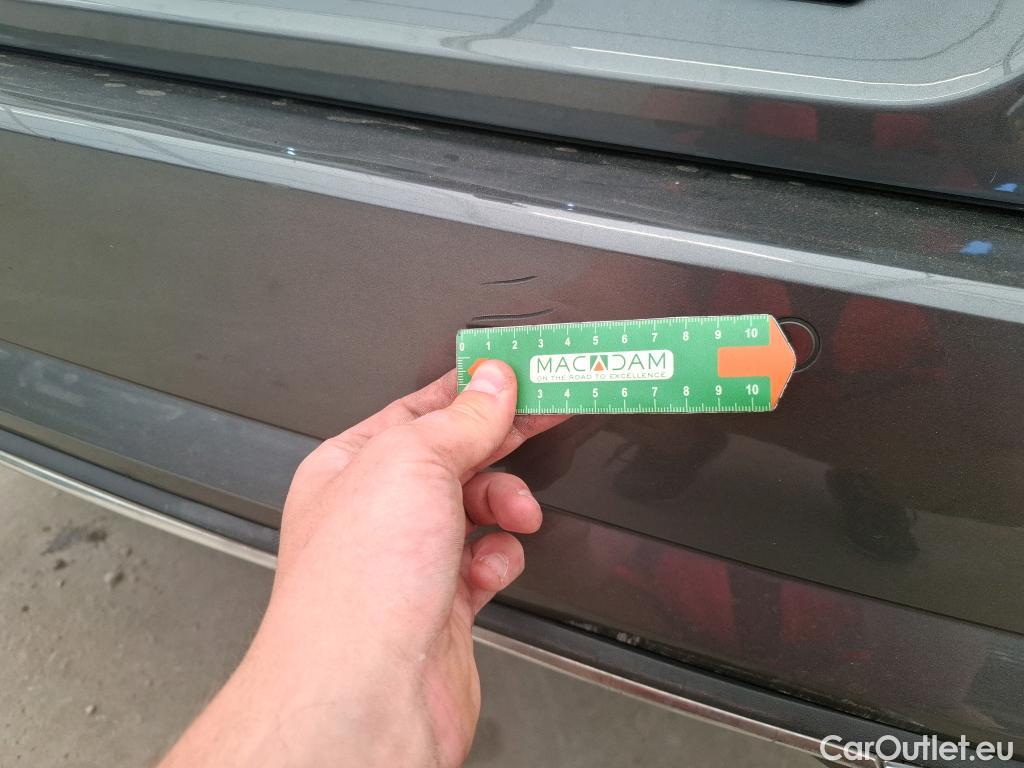 0 1 2 3 4 5 6 7 8 9 10
MACADAM
ON THE ROAD TO EXCELLENCE
3 4 5 6 7 8 9 10
CarOutlet.eu